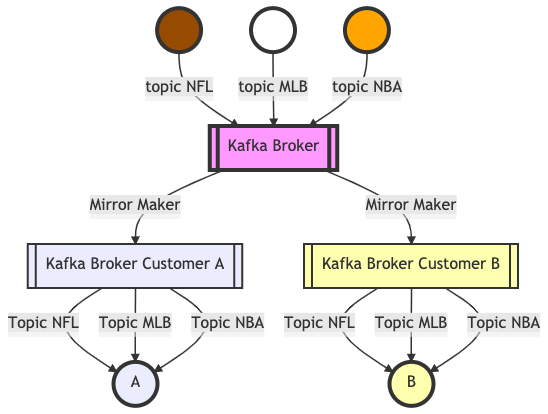 topic NFL topic MLB topic NBA
Kafka Broker
Mirror Maker Mirror Maker
Kafka Broker Customer A Kafka Broker Customer B
Topic NFL Topic MLB Topic NBA Topic NFL Topic MLB Topic NBA
A B